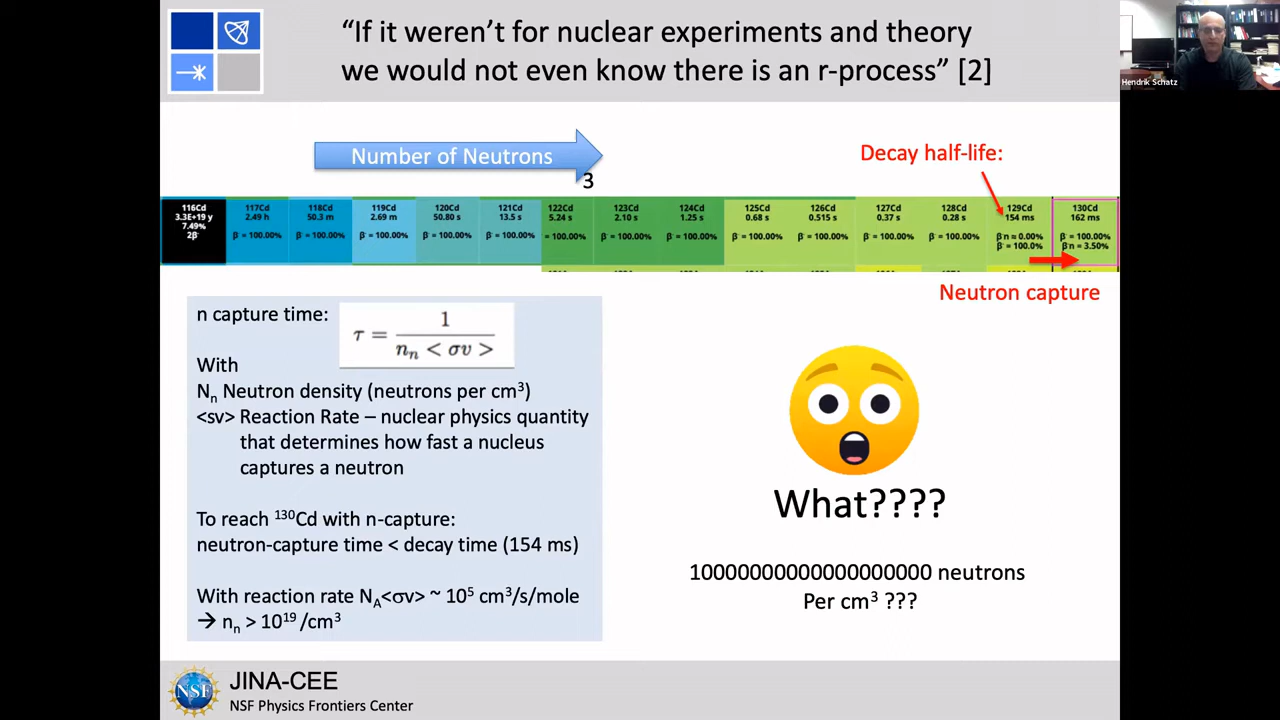 “If it weren’t for nuclear experiments and theory
we would not even know there is an r-process” [2]
Hendrik Schatz
Number of Neutrons
3
Decay half-life:
116Cd
3.3E+19 y
7.49%
2β⁻
117Cd
2.49 h
β⁻ = 100.00%
118Cd
50.3 m
β⁻ = 100.00%
119Cd
2.69 m
β⁻ = 100.00%
120Cd
50.80 s
β⁻ = 100.00%
121Cd
13.5 s
β⁻ = 100.00%
122Cd
5.24 s
= 100.00%
123Cd
2.10 s
β⁻ = 100.00%
124Cd
1.25 s
β⁻ = 100.00%
125Cd
0.68 s
β⁻ = 100.00%
126Cd
0.515 s
β⁻ = 100.00%
127Cd
0.37 s
β⁻ = 100.00%
128Cd
0.28 s
β⁻ = 100.00%
129Cd
154 ms
β⁻n ≈ 0.00%
β⁻ = 100.0%
130Cd
162 ms
β⁻ = 100.00%
β⁻n = 3.50%
Neutron capture
n capture time:
τ = 1 / nₙ < σv >
With
Nₙ Neutron density (neutrons per cm³)
<sv> Reaction Rate – nuclear physics quantity
that determines how fast a nucleus
captures a neutron
To reach ¹³⁰Cd with n-capture:
neutron-capture time < decay time (154 ms)
With reaction rate N_A<σv> ~ 10⁵ cm³/s/mole
→ nₙ > 10¹⁹ /cm³
What????
10000000000000000000 neutrons
Per cm³ ???
NSF
JINA-CEE
NSF Physics Frontiers Center